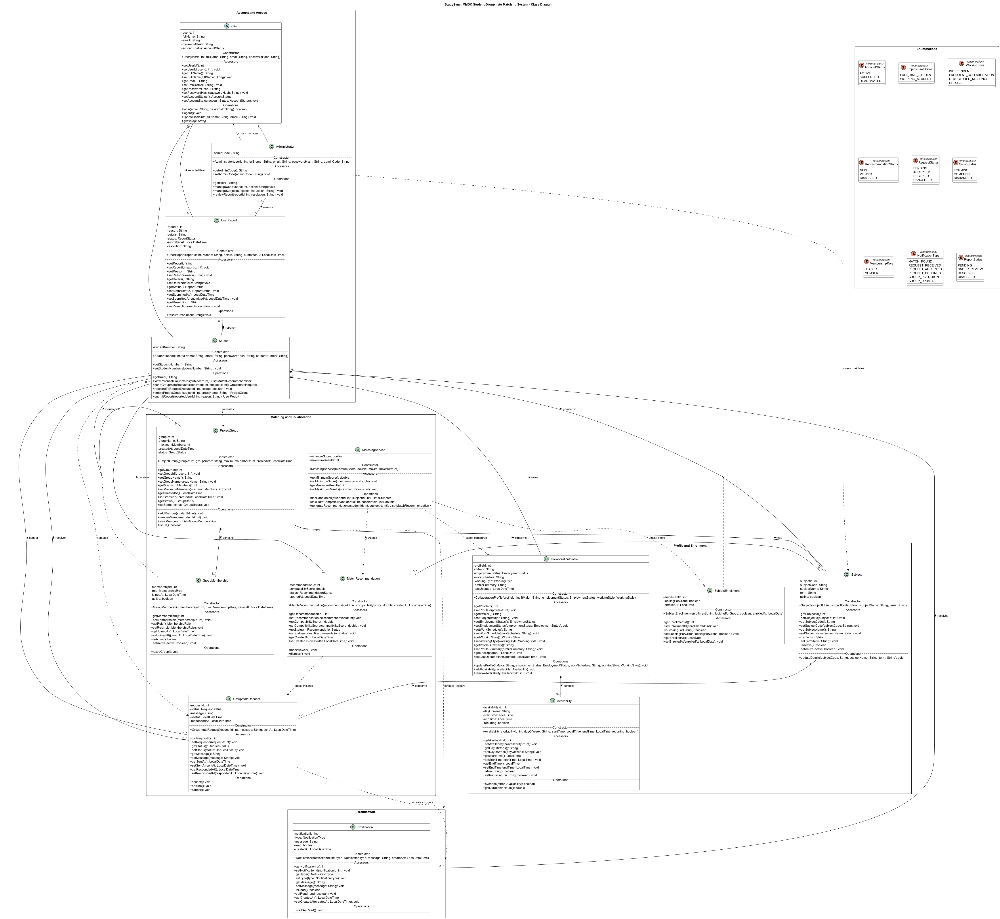 StudySync: MMDC Student Groupmate Matching System - Class Diagram
Account and Access
A User
-userId: int
-fullName: String
-email: String
-passwordHash: String
-accountStatus: AccountStatus
Constructor
+User(userId: int, fullName: String, email: String, passwordHash: String)
Accessors
+getUserId(): int
+setUserId(userId: int): void
+getFullName(): String
+setFullName(fullName: String): void
+getEmail(): String
+setEmail(email: String): void
+getPasswordHash(): String
+setPasswordHash(passwordHash: String): void
+getAccountStatus(): AccountStatus
+setAccountStatus(accountStatus: AccountStatus): void
Operations
+login(email: String, password: String): boolean
+logout(): void
+updateBasicInfo(fullName: String, email: String): void
+getRole(): String
1
«use» manages
C Administrator
-adminCode: String
Constructor
+Administrator(userId: int, fullName: String, email: String, passwordHash: String, adminCode: String)
Accessors
+getAdminCode(): String
+setAdminCode(adminCode: String): void
Operations
+getRole(): String
+manageUser(userId: int, action: String): void
+manageSubject(subjectId: int, action: String): void
+reviewReport(reportId: int, resolution: String): void
reportedUser
0..1
reviews
0..*
0..*
C UserReport
-reportId: int
-reason: String
-details: String
-status: ReportStatus
-submittedAt: LocalDateTime
-resolution: String
Constructor
+UserReport(reportId: int, reason: String, details: String, submittedAt: LocalDateTime)
Accessors
+getReportId(): int
+setReportId(reportId: int): void
+getReason(): String
+setReason(reason: String): void
+getDetails(): String
+setDetails(details: String): void
+getStatus(): ReportStatus
+setStatus(status: ReportStatus): void
+getSubmittedAt(): LocalDateTime
+setSubmittedAt(submittedAt: LocalDateTime): void
+getResolution(): String
+setResolution(resolution: String): void
Operations
+resolve(resolution: String): void
0..*
reporter
1
C Student
-studentNumber: String
Constructor
+Student(userId: int, fullName: String, email: String, passwordHash: String, studentNumber: String)
Accessors
+getStudentNumber(): String
+setStudentNumber(studentNumber: String): void
Operations
+getRole(): String
+viewPotentialGroupmates(subjectId: int): List<MatchRecommendation>
+sendGroupmateRequest(receiverId: int, subjectId: int): GroupmateRequest
+respondToRequest(requestId: int, accept: boolean): void
+createProjectGroup(subjectId: int, groupName: String): ProjectGroup
+submitReport(reportedUserId: int, reason: String): UserReport
1
1
0..*
1
0..*
1
Enumerations
E «enumeration» AccountStatus
ACTIVE
SUSPENDED
DEACTIVATED
E «enumeration» EmploymentStatus
FULL_TIME_STUDENT
WORKING_STUDENT
E «enumeration» WorkingStyle
INDEPENDENT
FREQUENT_COLLABORATION
STRUCTURED_MEETINGS
FLEXIBLE
E «enumeration» RecommendationStatus
NEW
VIEWED
DISMISSED
E «enumeration» RequestStatus
PENDING
ACCEPTED
DECLINED
CANCELLED
E «enumeration» GroupStatus
FORMING
COMPLETE
DISBANDED
E «enumeration» MembershipRole
LEADER
MEMBER
E «enumeration» NotificationType
MATCH_FOUND
REQUEST_RECEIVED
REQUEST_ACCEPTED
REQUEST_DECLINED
GROUP_INVITATION
GROUP_UPDATE
E «enumeration» ReportStatus
PENDING
UNDER_REVIEW
RESOLVED
DISMISSED
«use» maintains
member of
«create»
enrolled in
Matching and Collaboration
0..*
C ProjectGroup
-groupId: int
-groupName: String
-maximumMembers: int
-createdAt: LocalDateTime
-status: GroupStatus
Constructor
+ProjectGroup(groupId: int, groupName: String, maximumMembers: int, createdAt: LocalDateTime)
Accessors
+getGroupId(): int
+setGroupId(groupId: int): void
+getGroupName(): String
+setGroupName(groupName: String): void
+getMaximumMembers(): int
+setMaximumMembers(maximumMembers: int): void
+getCreatedAt(): LocalDateTime
+setCreatedAt(createdAt: LocalDateTime): void
+getStatus(): GroupStatus
+setStatus(status: GroupStatus): void
Operations
+addMember(studentId: int): void
+removeMember(studentId: int): void
+viewMembers(): List<GroupMembership>
+isFull(): boolean
C MatchingService
-minimumScore: double
-maximumResults: int
Constructor
+MatchingService(minimumScore: double, maximumResults: int)
Accessors
+getMinimumScore(): double
+setMinimumScore(minimumScore: double): void
+getMaximumResults(): int
+setMaximumResults(maximumResults: int): void
Operations
+findCandidates(studentId: int, subjectId: int): List<Student>
+calculateCompatibility(studentId: int, candidateId: int): double
+generateRecommendations(studentId: int, subjectId: int): List<MatchRecommendation>
receives
owns
0..*
1
sender
receiver
«create»
contains
«create»
«use» compares
concerns
«use» filters
has
1..*
0..*
0..*
C GroupMembership
-membershipId: int
-role: MembershipRole
-joinedAt: LocalDateTime
-active: boolean
Constructor
+GroupMembership(membershipId: int, role: MembershipRole, joinedAt: LocalDateTime)
Accessors
+getMembershipId(): int
+setMembershipId(membershipId: int): void
+getRole(): MembershipRole
+setRole(role: MembershipRole): void
+getJoinedAt(): LocalDateTime
+setJoinedAt(joinedAt: LocalDateTime): void
+isActive(): boolean
+setActive(active: boolean): void
Operations
+leaveGroup(): void
C MatchRecommendation
-recommendationId: int
-compatibilityScore: double
-status: RecommendationStatus
-createdAt: LocalDateTime
Constructor
+MatchRecommendation(recommendationId: int, compatibilityScore: double, createdAt: LocalDateTime)
Accessors
+getRecommendationId(): int
+setRecommendationId(recommendationId: int): void
+getCompatibilityScore(): double
+setCompatibilityScore(compatibilityScore: double): void
+getStatus(): RecommendationStatus
+setStatus(status: RecommendationStatus): void
+getCreatedAt(): LocalDateTime
+setCreatedAt(createdAt: LocalDateTime): void
Operations
+markViewed(): void
+dismiss(): void
Profile and Enrollment
1
C CollaborationProfile
-profileId: int
-itMajor: String
-employmentStatus: EmploymentStatus
-workSchedule: String
-workingStyle: WorkingStyle
-profileSummary: String
-lastUpdated: LocalDateTime
Constructor
+CollaborationProfile(profileId: int, itMajor: String, employmentStatus: EmploymentStatus, workingStyle: WorkingStyle)
Accessors
+getProfileId(): int
+setProfileId(profileId: int): void
+getItMajor(): String
+setItMajor(itMajor: String): void
+getEmploymentStatus(): EmploymentStatus
+setEmploymentStatus(employmentStatus: EmploymentStatus): void
+getWorkSchedule(): String
+setWorkSchedule(workSchedule: String): void
+getWorkingStyle(): WorkingStyle
+setWorkingStyle(workingStyle: WorkingStyle): void
+getProfileSummary(): String
+setProfileSummary(profileSummary: String): void
+getLastUpdated(): LocalDateTime
+setLastUpdated(lastUpdated: LocalDateTime): void
Operations
+updateProfile(itMajor: String, employmentStatus: EmploymentStatus, workSchedule: String, workingStyle: WorkingStyle): void
+addAvailability(availability: Availability): void
+removeAvailability(availabilityId: int): void
C SubjectEnrollment
-enrollmentId: int
-lookingForGroup: boolean
-enrolledAt: LocalDate
Constructor
+SubjectEnrollment(enrollmentId: int, lookingForGroup: boolean, enrolledAt: LocalDate)
Accessors
+getEnrollmentId(): int
+setEnrollmentId(enrollmentId: int): void
+isLookingForGroup(): boolean
+setLookingForGroup(lookingForGroup: boolean): void
+getEnrolledAt(): LocalDate
+setEnrolledAt(enrolledAt: LocalDate): void
C Subject
-subjectId: int
-subjectCode: String
-subjectName: String
-term: String
-active: boolean
Constructor
+Subject(subjectId: int, subjectCode: String, subjectName: String, term: String)
Accessors
+getSubjectId(): int
+setSubjectId(subjectId: int): void
+getSubjectCode(): String
+setSubjectCode(subjectCode: String): void
+getSubjectName(): String
+setSubjectName(subjectName: String): void
+getTerm(): String
+setTerm(term: String): void
+isActive(): boolean
+setActive(active: boolean): void
Operations
+updateDetails(subjectCode: String, subjectName: String, term: String): void
1
receives
«use» initiates
concerns
«create» triggers
1
contains
0..*
C GroupmateRequest
-requestId: int
-status: RequestStatus
-message: String
-sentAt: LocalDateTime
-respondedAt: LocalDateTime
Constructor
+GroupmateRequest(requestId: int, message: String, sentAt: LocalDateTime)
Accessors
+getRequestId(): int
+setRequestId(requestId: int): void
+getStatus(): RequestStatus
+setStatus(status: RequestStatus): void
+getMessage(): String
+setMessage(message: String): void
+getSentAt(): LocalDateTime
+setSentAt(sentAt: LocalDateTime): void
+getRespondedAt(): LocalDateTime
+setRespondedAt(respondedAt: LocalDateTime): void
Operations
+accept(): void
+decline(): void
+cancel(): void
0..*
0..*
0..*
C Availability
-availabilityId: int
-dayOfWeek: String
-startTime: LocalTime
-endTime: LocalTime
-recurring: boolean
Constructor
+Availability(availabilityId: int, dayOfWeek: String, startTime: LocalTime, endTime: LocalTime, recurring: boolean)
Accessors
+getAvailabilityId(): int
+setAvailabilityId(availabilityId: int): void
+getDayOfWeek(): String
+setDayOfWeek(dayOfWeek: String): void
+getStartTime(): LocalTime
+setStartTime(startTime: LocalTime): void
+getEndTime(): LocalTime
+setEndTime(endTime: LocalTime): void
+isRecurring(): boolean
+setRecurring(recurring: boolean): void
Operations
+overlaps(other: Availability): boolean
+getDurationInHours(): double
«create» triggers
Notification
C Notification
-notificationId: int
-type: NotificationType
-message: String
-read: boolean
-createdAt: LocalDateTime
Constructor
+Notification(notificationId: int, type: NotificationType, message: String, createdAt: LocalDateTime)
Accessors
+getNotificationId(): int
+setNotificationId(notificationId: int): void
+getType(): NotificationType
+setType(type: NotificationType): void
+getMessage(): String
+setMessage(message: String): void
+isRead(): boolean
+setRead(read: boolean): void
+getCreatedAt(): LocalDateTime
+setCreatedAt(createdAt: LocalDateTime): void
Operations
+markAsRead(): void
0..*